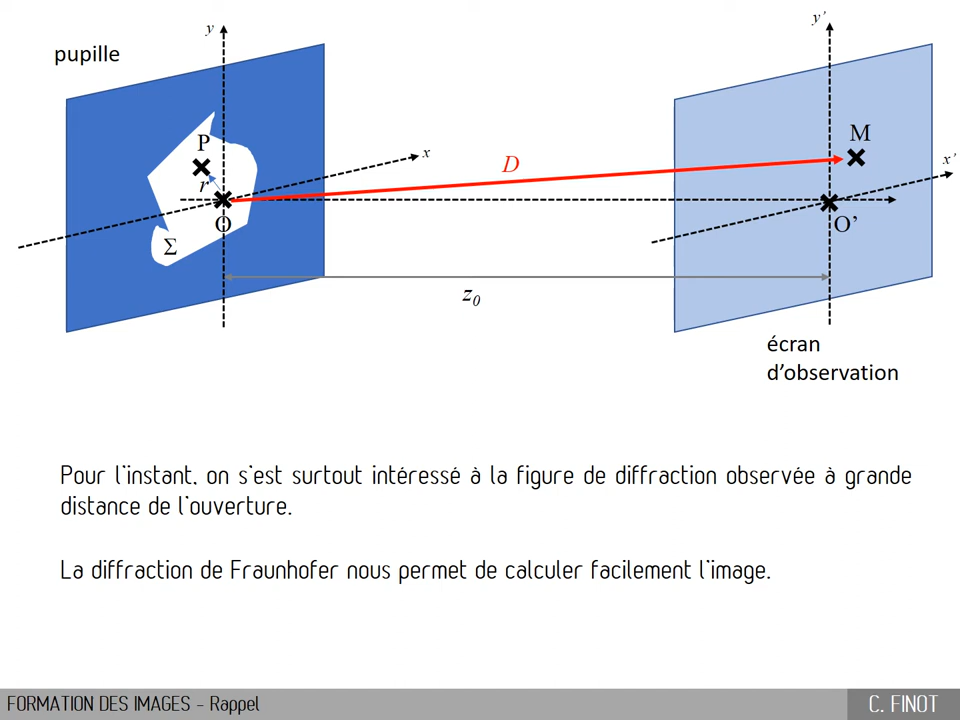 pupille
y
y’
P
M
x
x’
D
r
O
O’
Σ
z0
écran
d’observation
Pour l’instant, on s’est surtout intéressé à la figure de diffraction observée à grande
distance de l’ouverture.
La diffraction de Fraunhofer nous permet de calculer facilement l’image.
FORMATION DES IMAGES – Rappel
C. FINOT